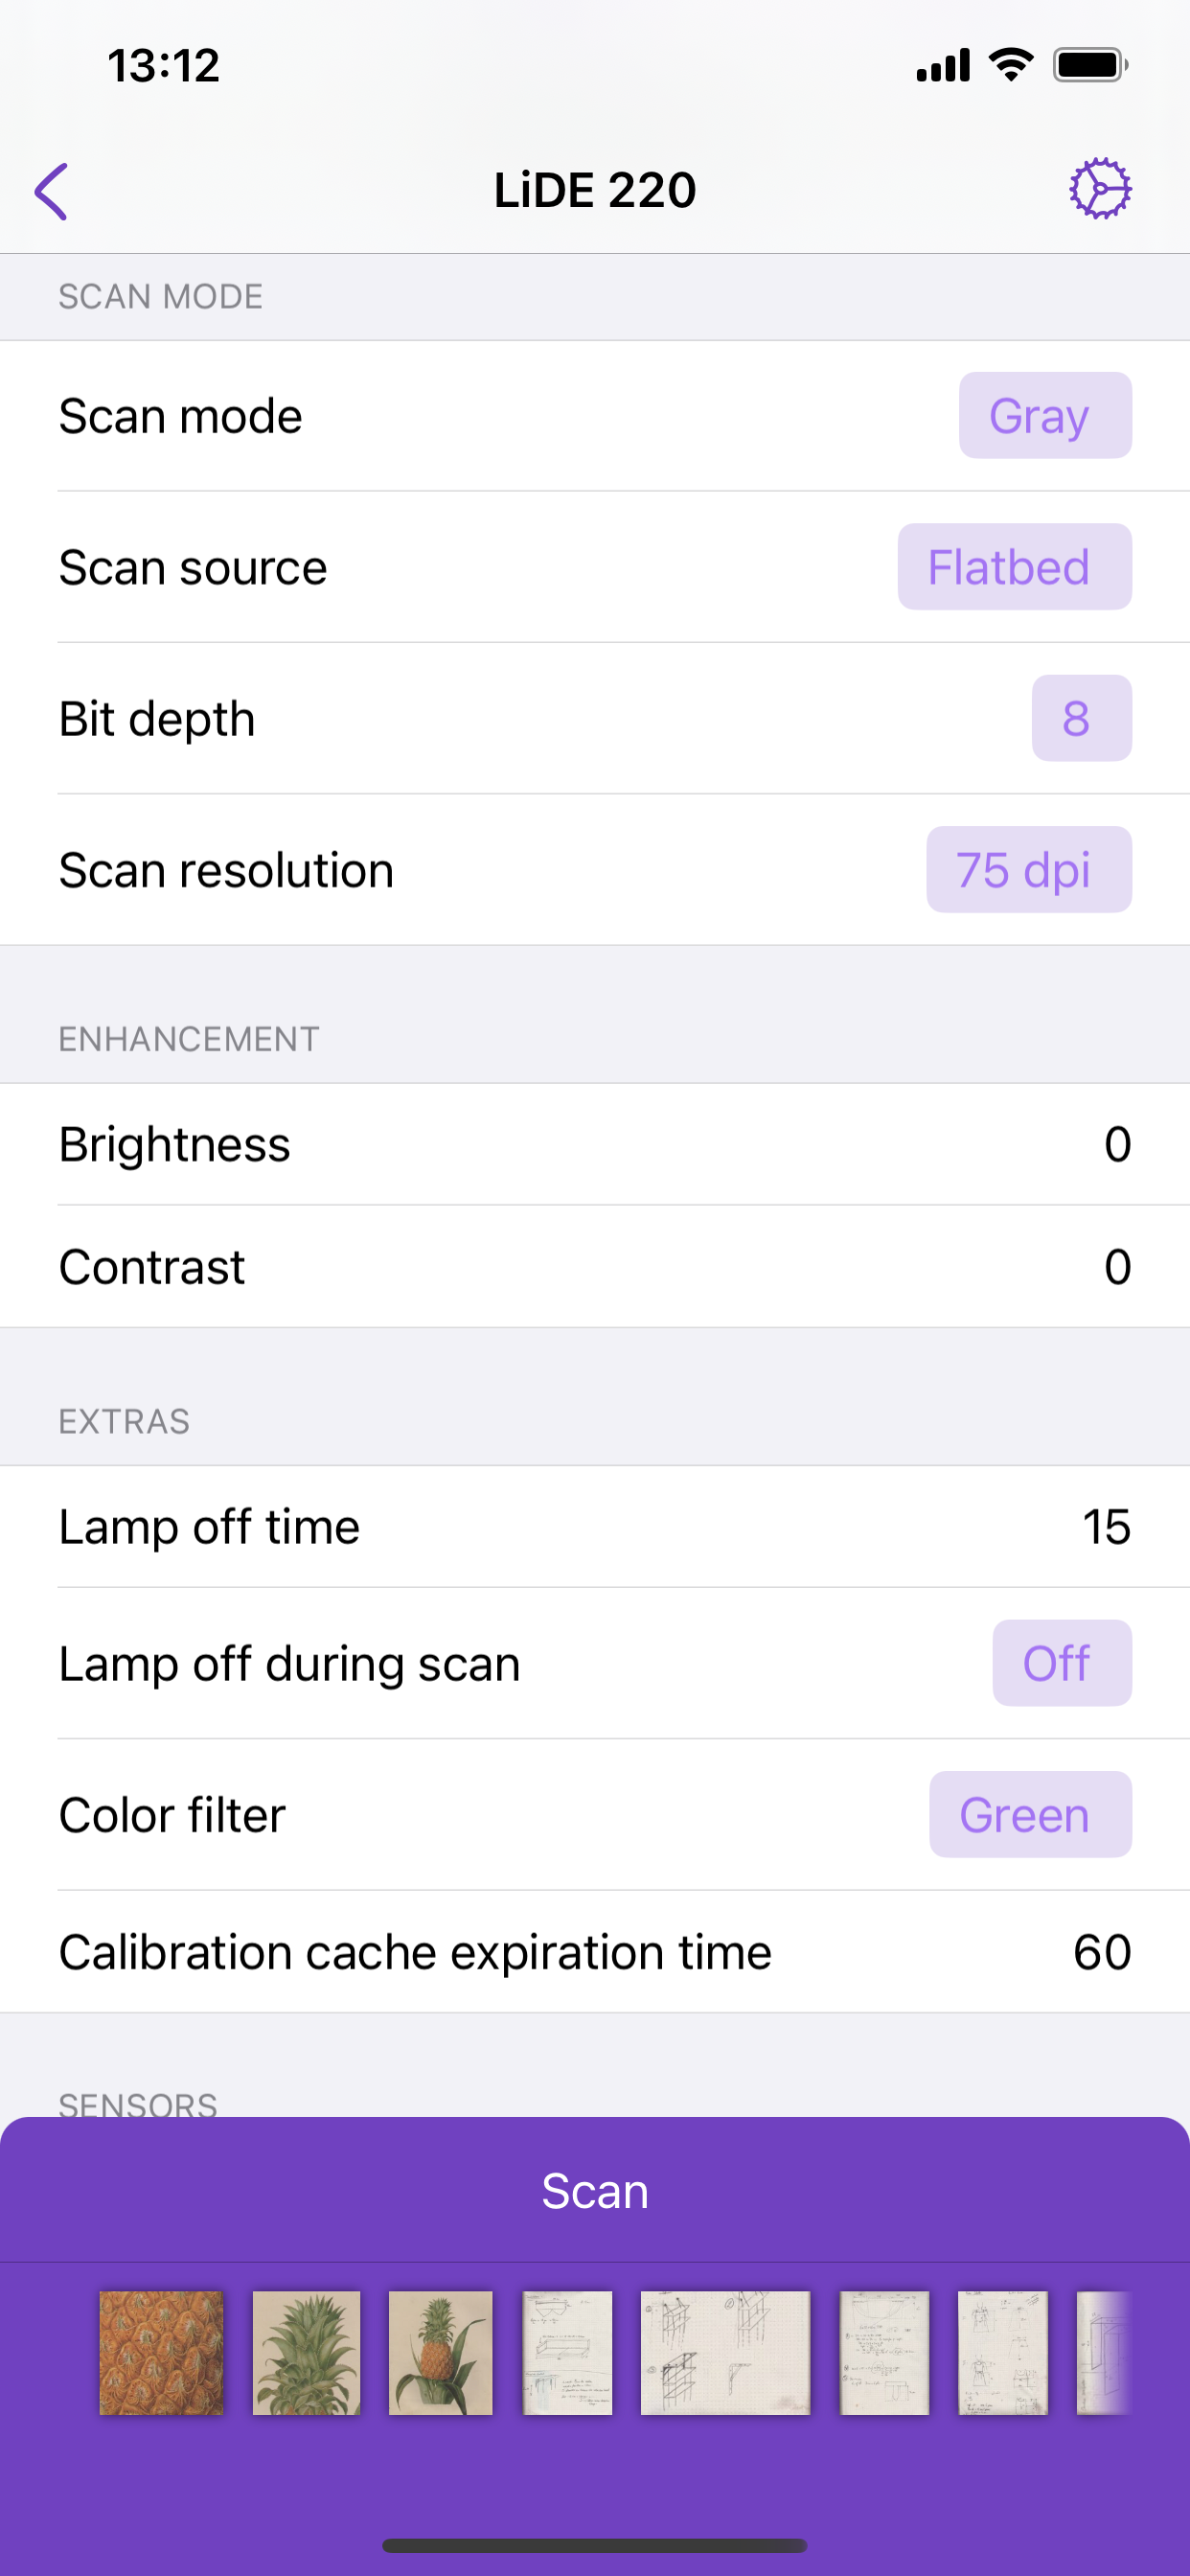 13:12
LiDE 220
SCAN MODE
Scan mode Gray
Scan source Flatbed
Bit depth 8
Scan resolution 75 dpi
ENHANCEMENT
Brightness 0
Contrast 0
EXTRAS
Lamp off time 15
Lamp off during scan Off
Color filter Green
Calibration cache expiration time 60
SENSORS
Scan